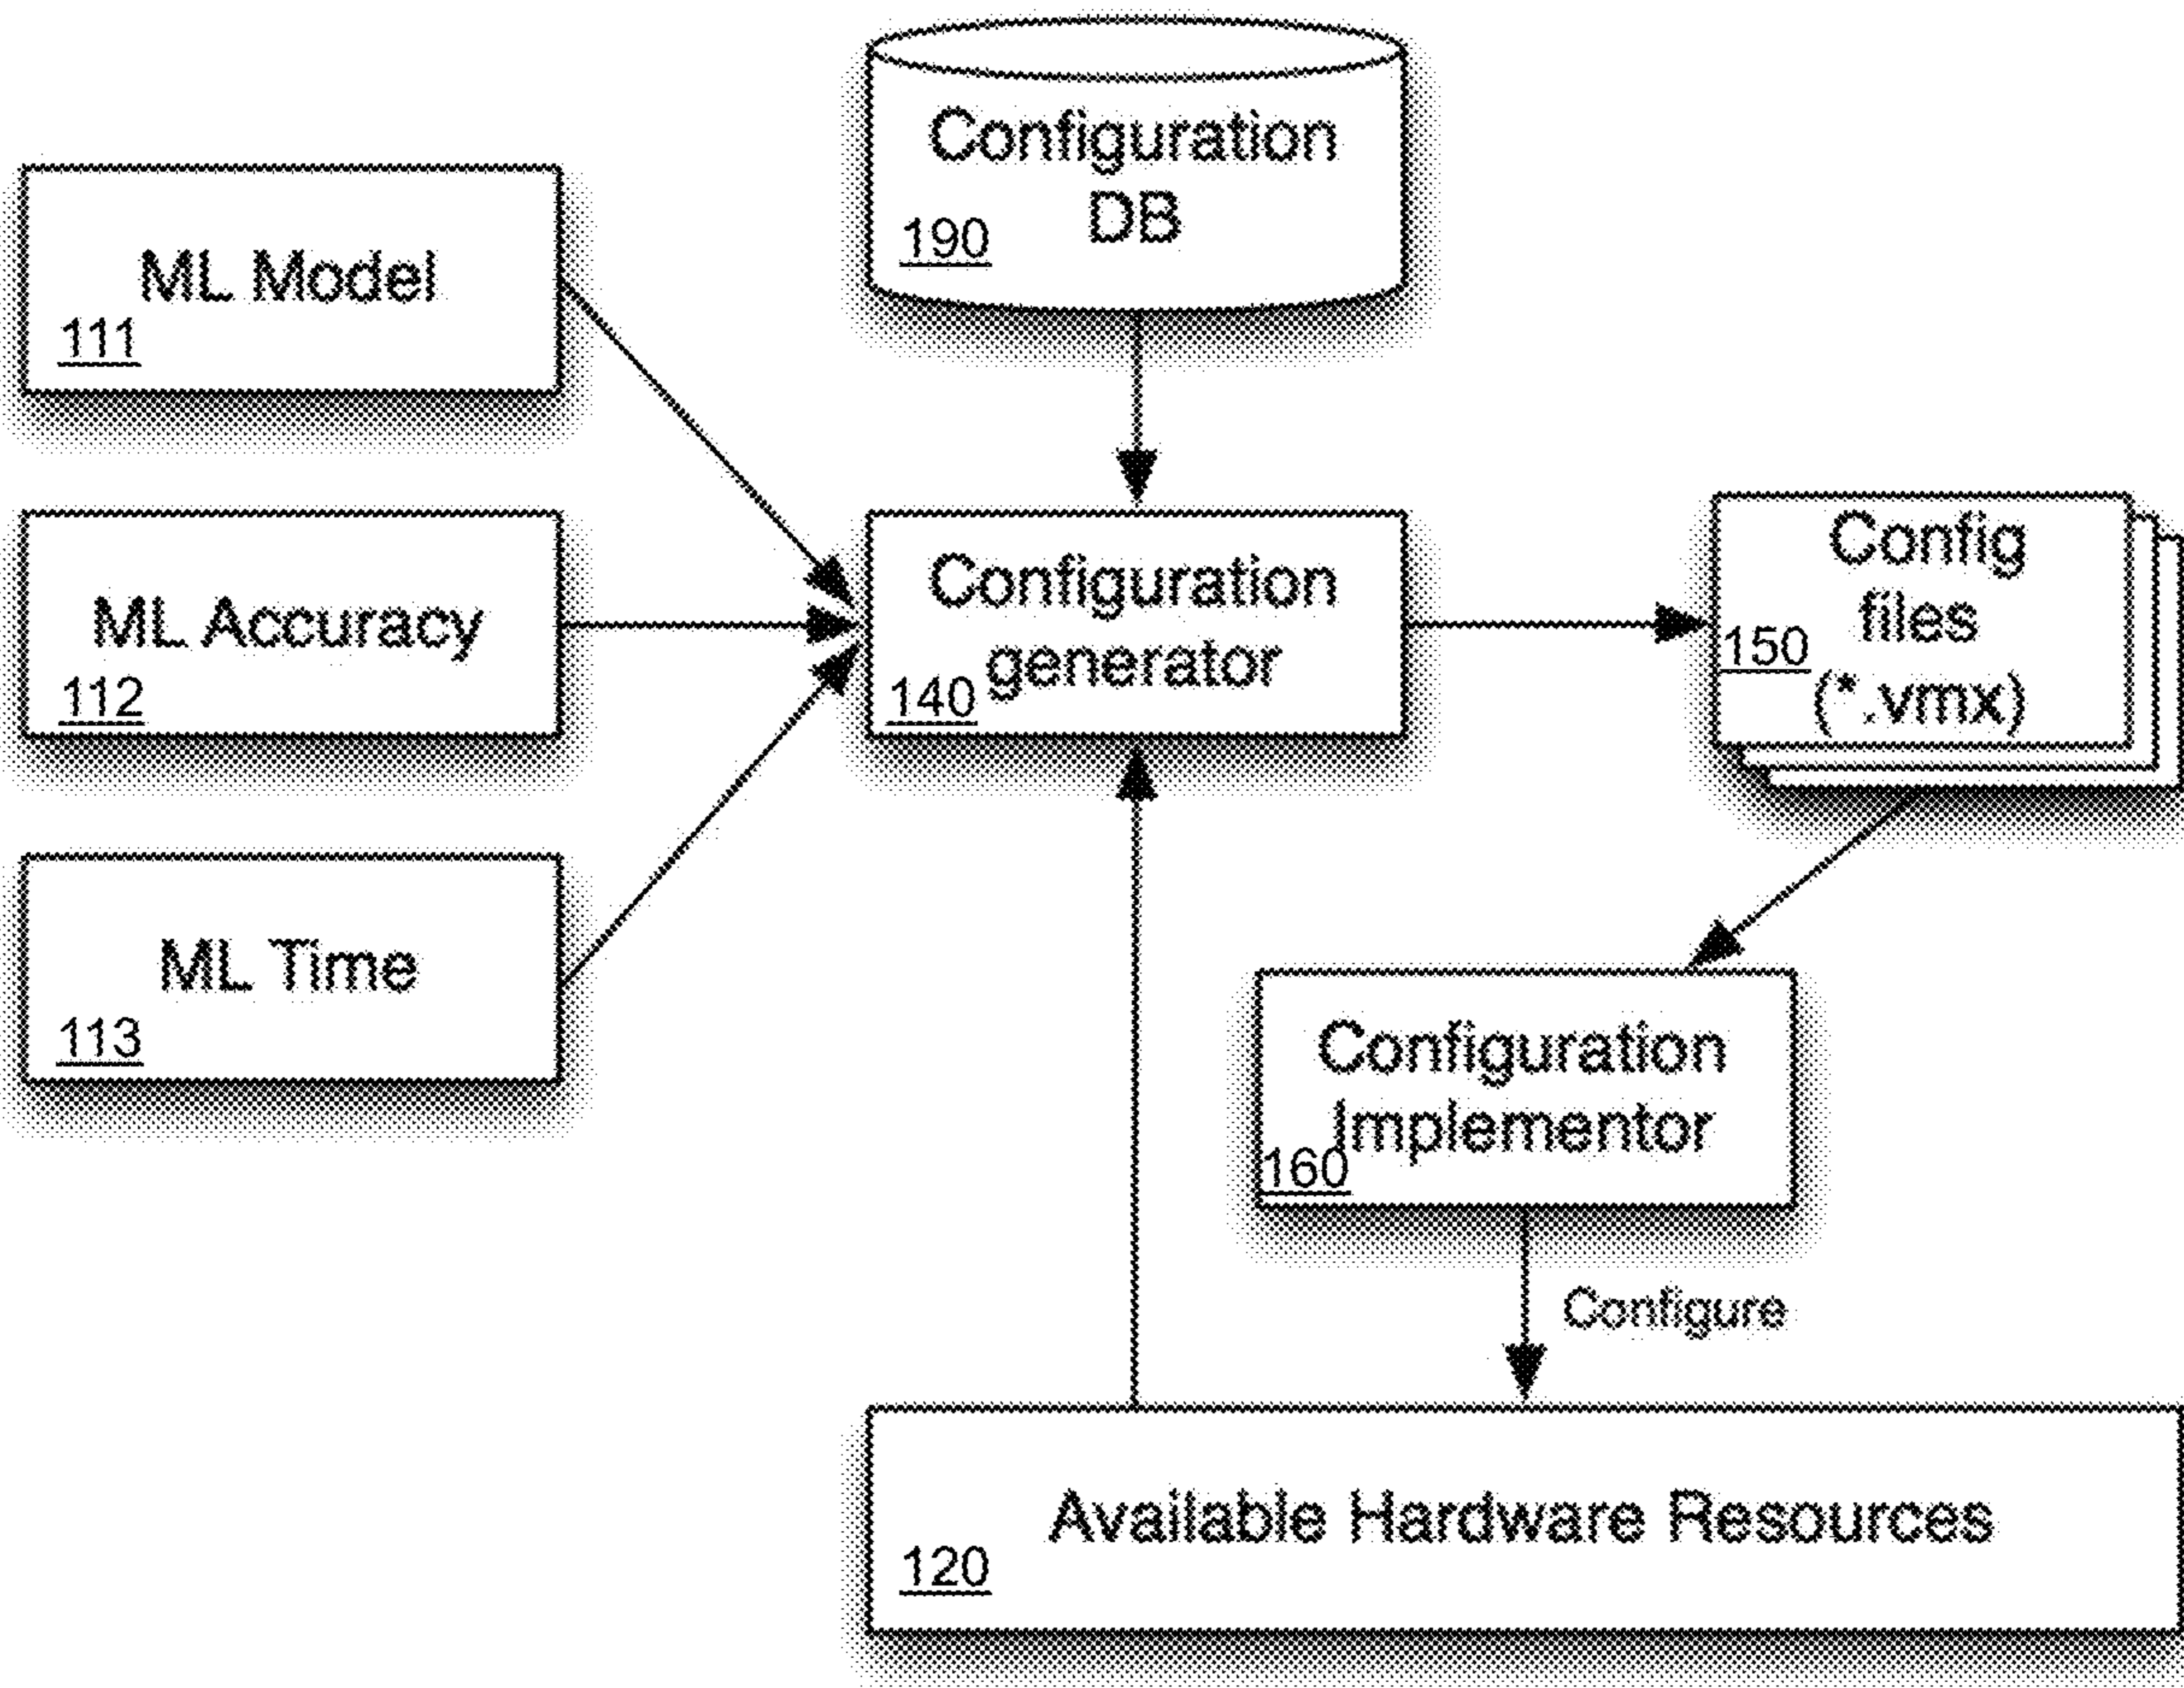 Configuration
DB
190
ML Model
111
ML Accuracy
112
ML Time
113
Configuration
generator
140
Config
files
150
(*.vmx)
Configuration
Implementor
160
Configure
Available Hardware Resources
120